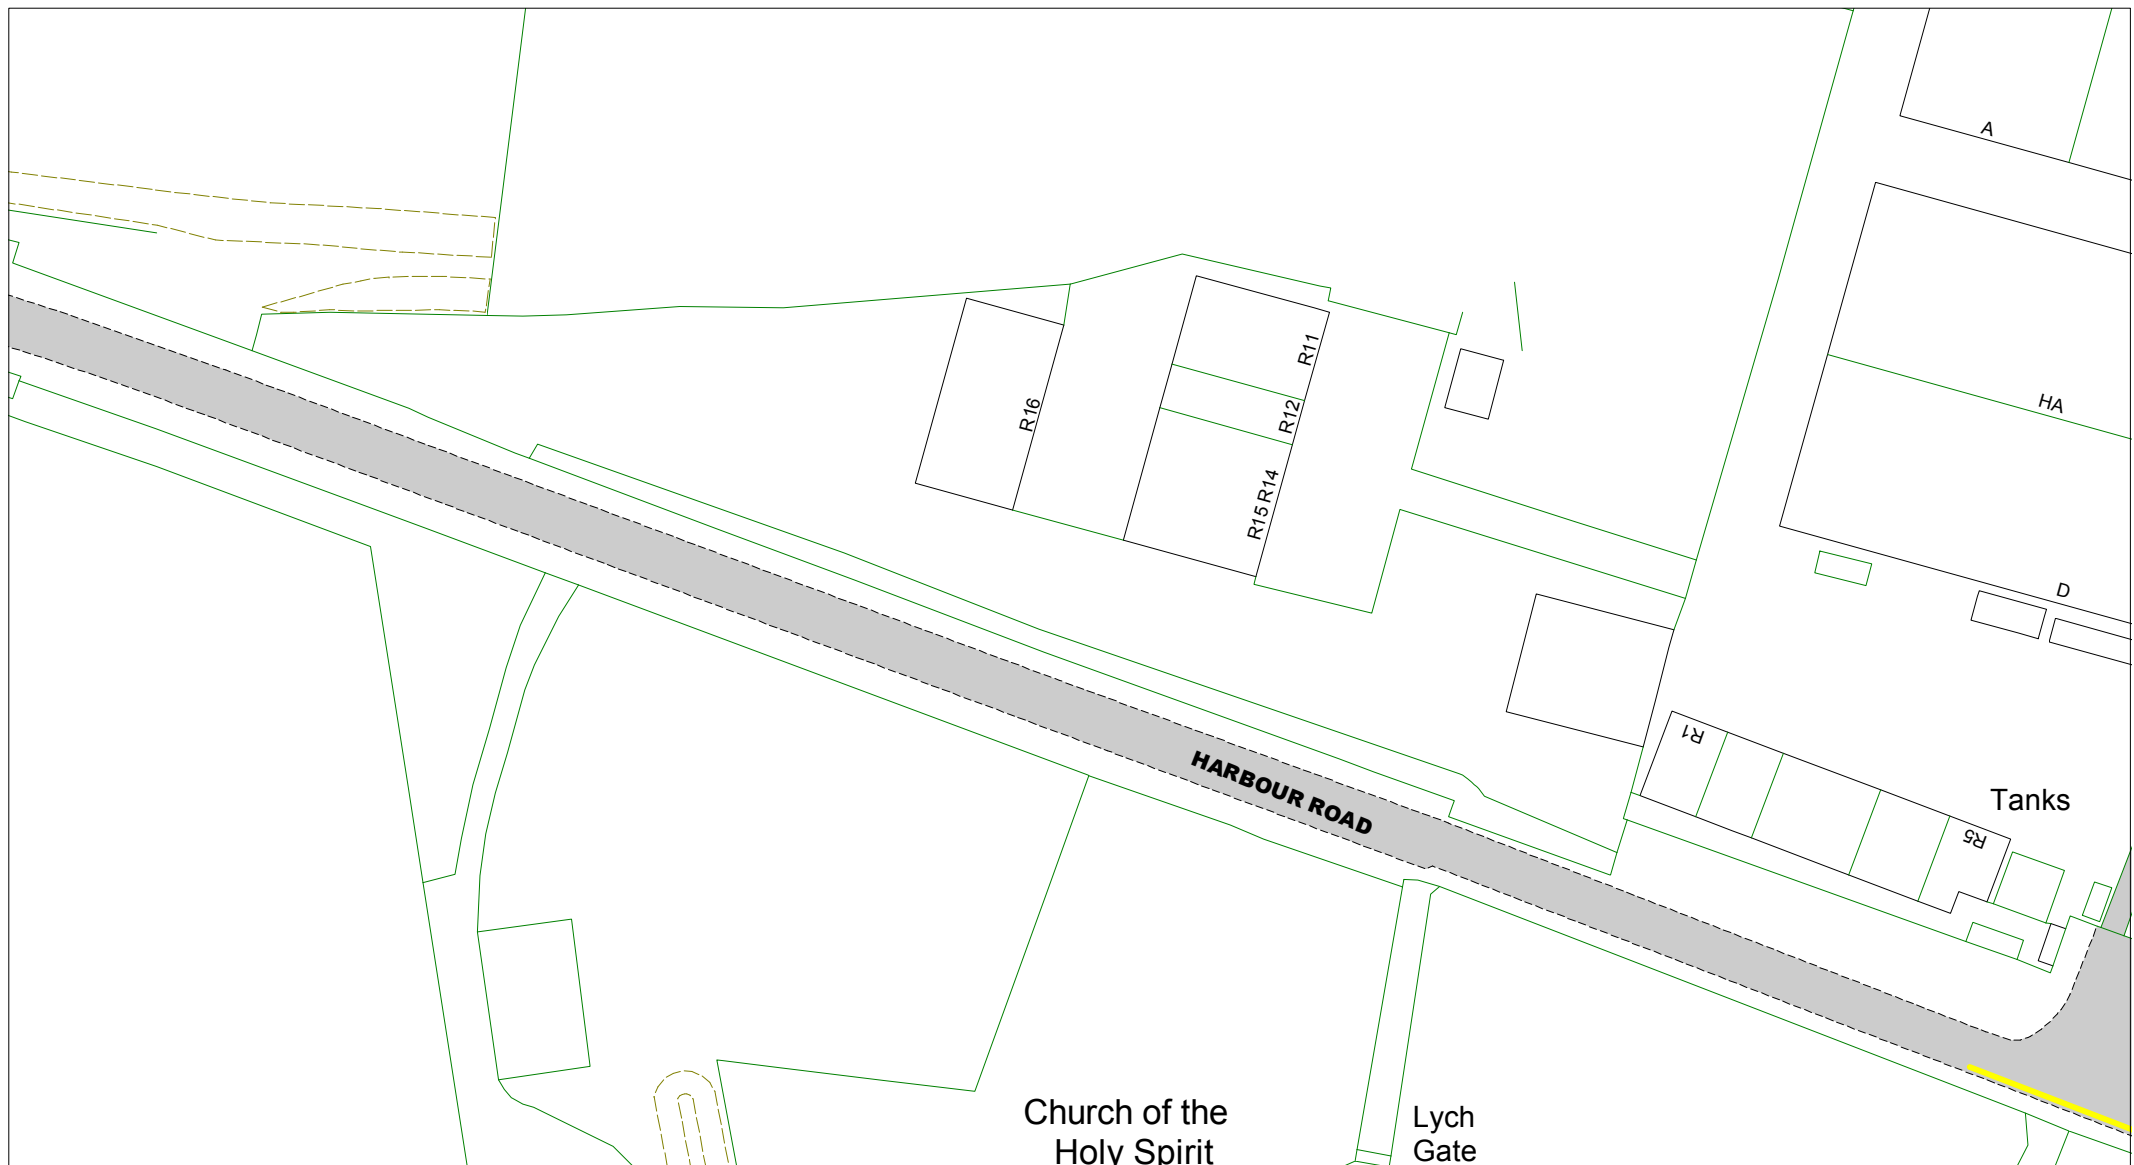 A
HA
D
R11
R12
R14
R15
R16
R1
R5
Tanks
HARBOUR ROAD
Church of the
Holy Spirit
Lych
Gate